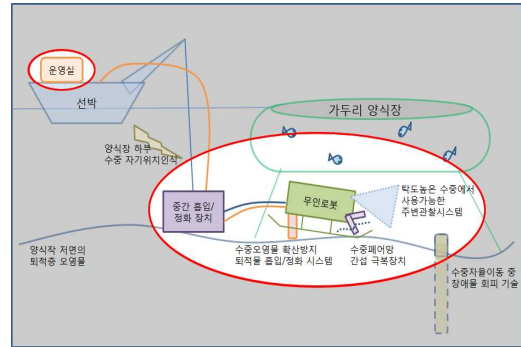 운영실
선박
가두리 양식장
양식장 하부
수중 자기위치인식
중간 흡입/
정화 장치
무인로봇
탁도높은 수중에서
사용가능한
주변관찰시스템
양식작 저면의
퇴적층 오염물
수중오염물 확산방지
퇴적물 흡입/정화 시스템
수중폐어망
간섭 극복장치
수중자율이동 중
장애물 회피 기술